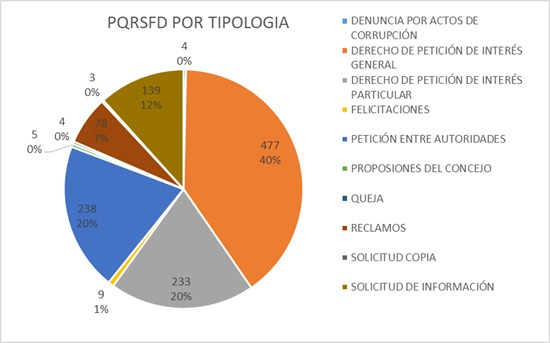 PQRSFD POR TIPOLOGIA
4
0%
477
40%
233
20%
9
1%
238
20%
5
0%
4
0%
78
7%
3
0%
139
12%
DENUNCIA POR ACTOS DE
CORRUPCIÓN
DERECHO DE PETICIÓN DE INTERÉS
GENERAL
DERECHO DE PETICIÓN DE INTERÉS
PARTICULAR
FELICITACIONES
PETICIÓN ENTRE AUTORIDADES
PROPOSIONES DEL CONCEJO
QUEJA
RECLAMOS
SOLICITUD COPIA
SOLICITUD DE INFORMACIÓN